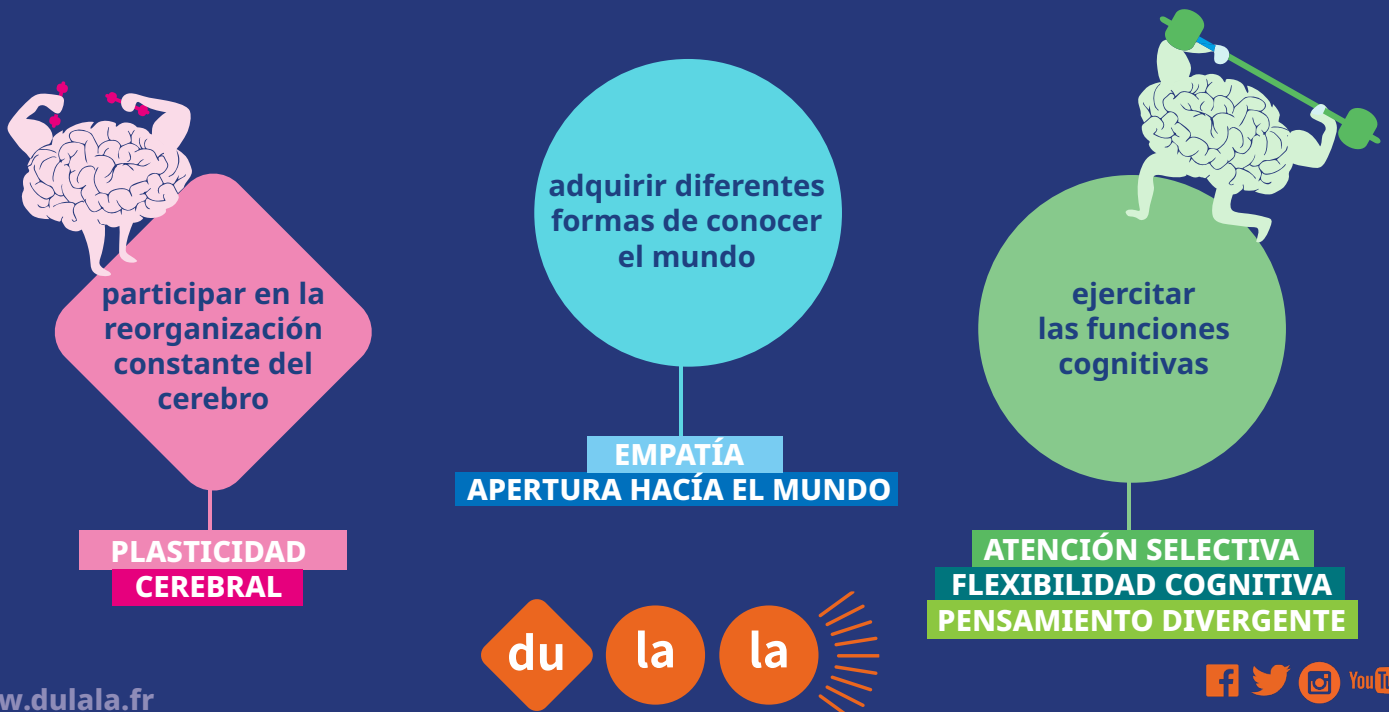 participar en la
reorganización
constante del
cerebro
PLASTICIDAD
CEREBRAL
adquirir diferentes
formas de conocer
el mundo
EMPATÍA
APERTURA HACÍA EL MUNDO
ejercitar
las funciones
cognitivas
ATENCIÓN SELECTIVA
FLEXIBILIDAD COGNITIVA
PENSAMIENTO DIVERGENTE
du la la
w.dulala.fr
You